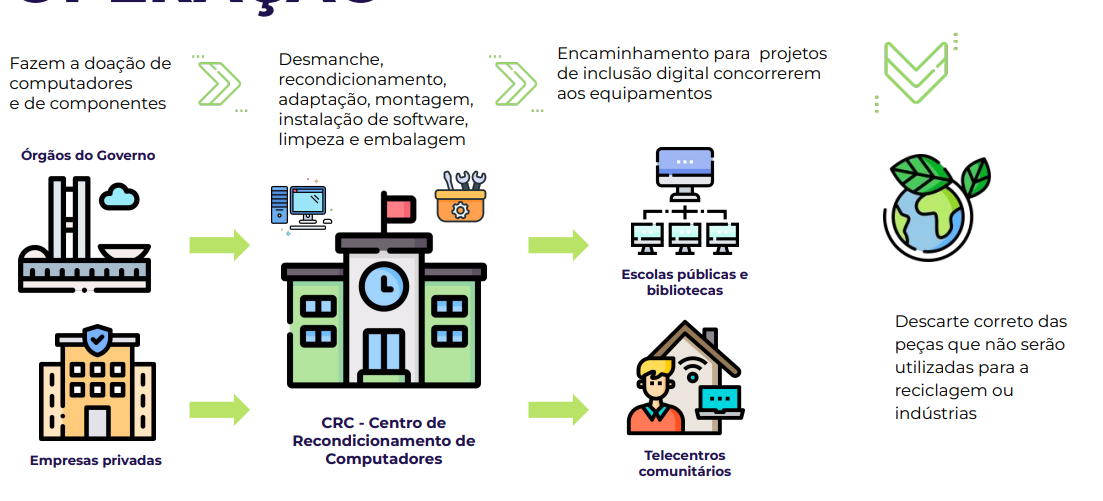 Fazem a doação de
computadores
e de componentes
Desmanche,
recondicionamento,
adaptação, montagem,
instalação de software,
limpeza e embalagem
Encaminhamento para projetos
de inclusão digital concorrerem
aos equipamentos
Órgãos do Governo
Empresas privadas
CRC - Centro de
Recondicionamento de
Computadores
Escolas públicas e
bibliotecas
Telecentros
comunitários
Descarte correto das
peças que não serão
utilizadas para a
reciclagem ou
indústrias